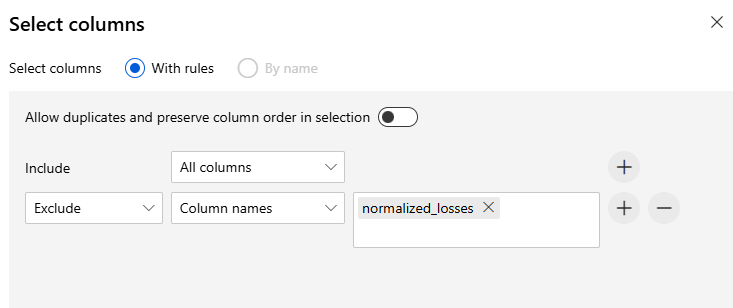 Select columns
Select columns With rules By name
Allow duplicates and preserve column order in selection
Include All columns
Exclude Column names normalized_losses